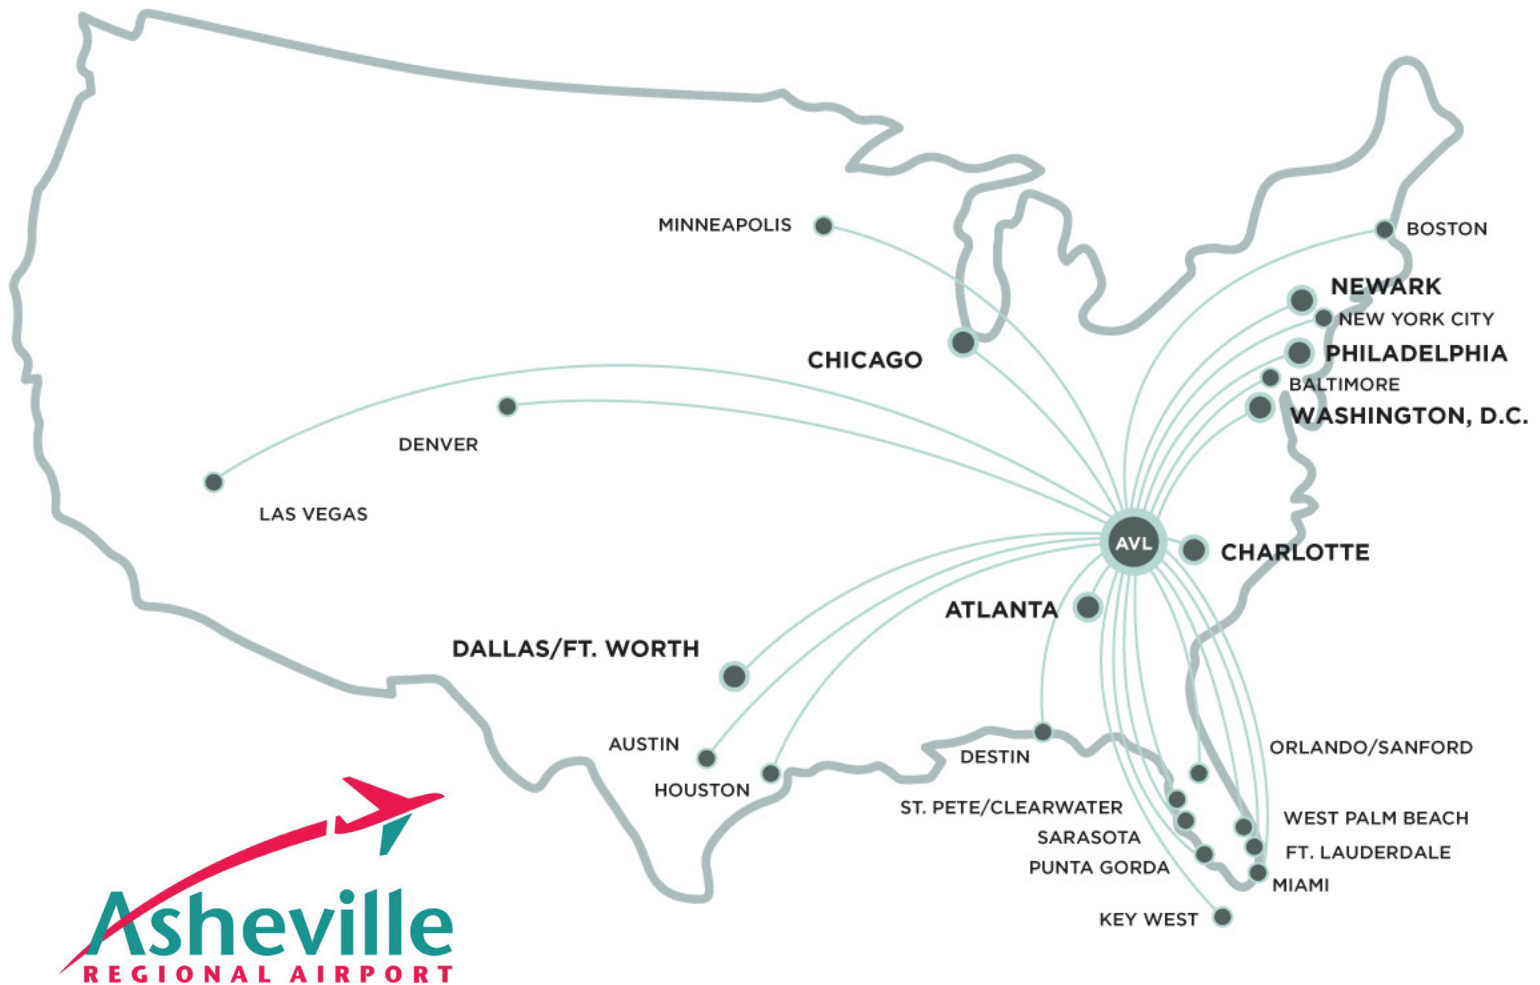 MINNEAPOLIS
BOSTON
NEWARK
NEW YORK CITY
CHICAGO
PHILADELPHIA
BALTIMORE
WASHINGTON, D.C.
DENVER
LAS VEGAS
AVL
CHARLOTTE
ATLANTA
DALLAS/FT. WORTH
AUSTIN
HOUSTON
DESTIN
ORLANDO/SANFORD
ST. PETE/CLEARWATER
WEST PALM BEACH
SARASOTA
FT. LAUDERDALE
PUNTA GORDA
MIAMI
KEY WEST
Asheville
REGIONAL AIRPORT